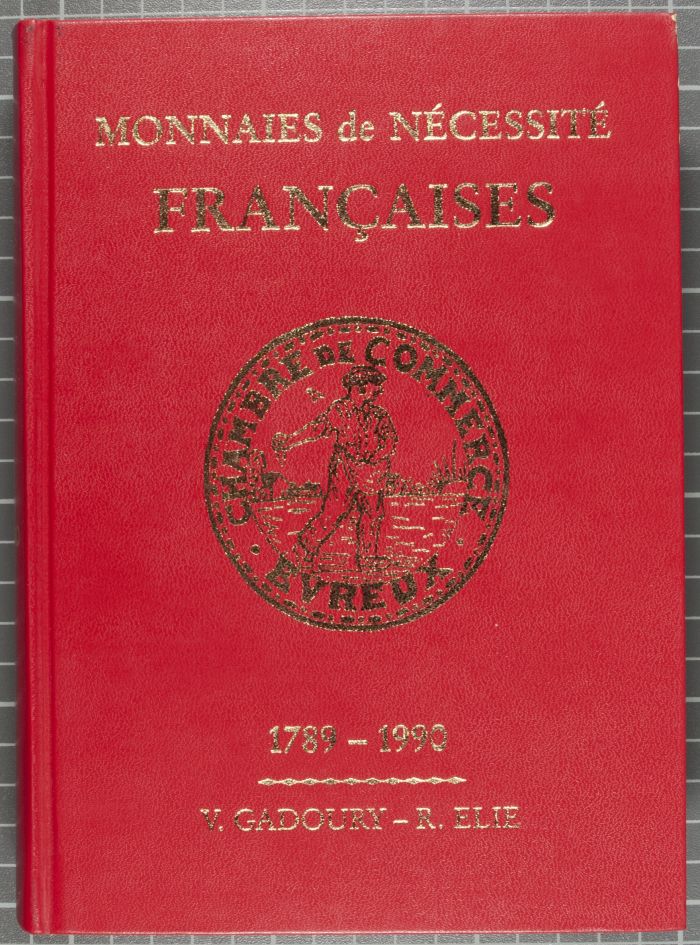 MONNAIES de NÉCESSITÉ
FRANÇAISES
CHAMBRE DE COMMERCE
· EVREUX ·
1789 – 1990
V. GADOURY – R. ELIE